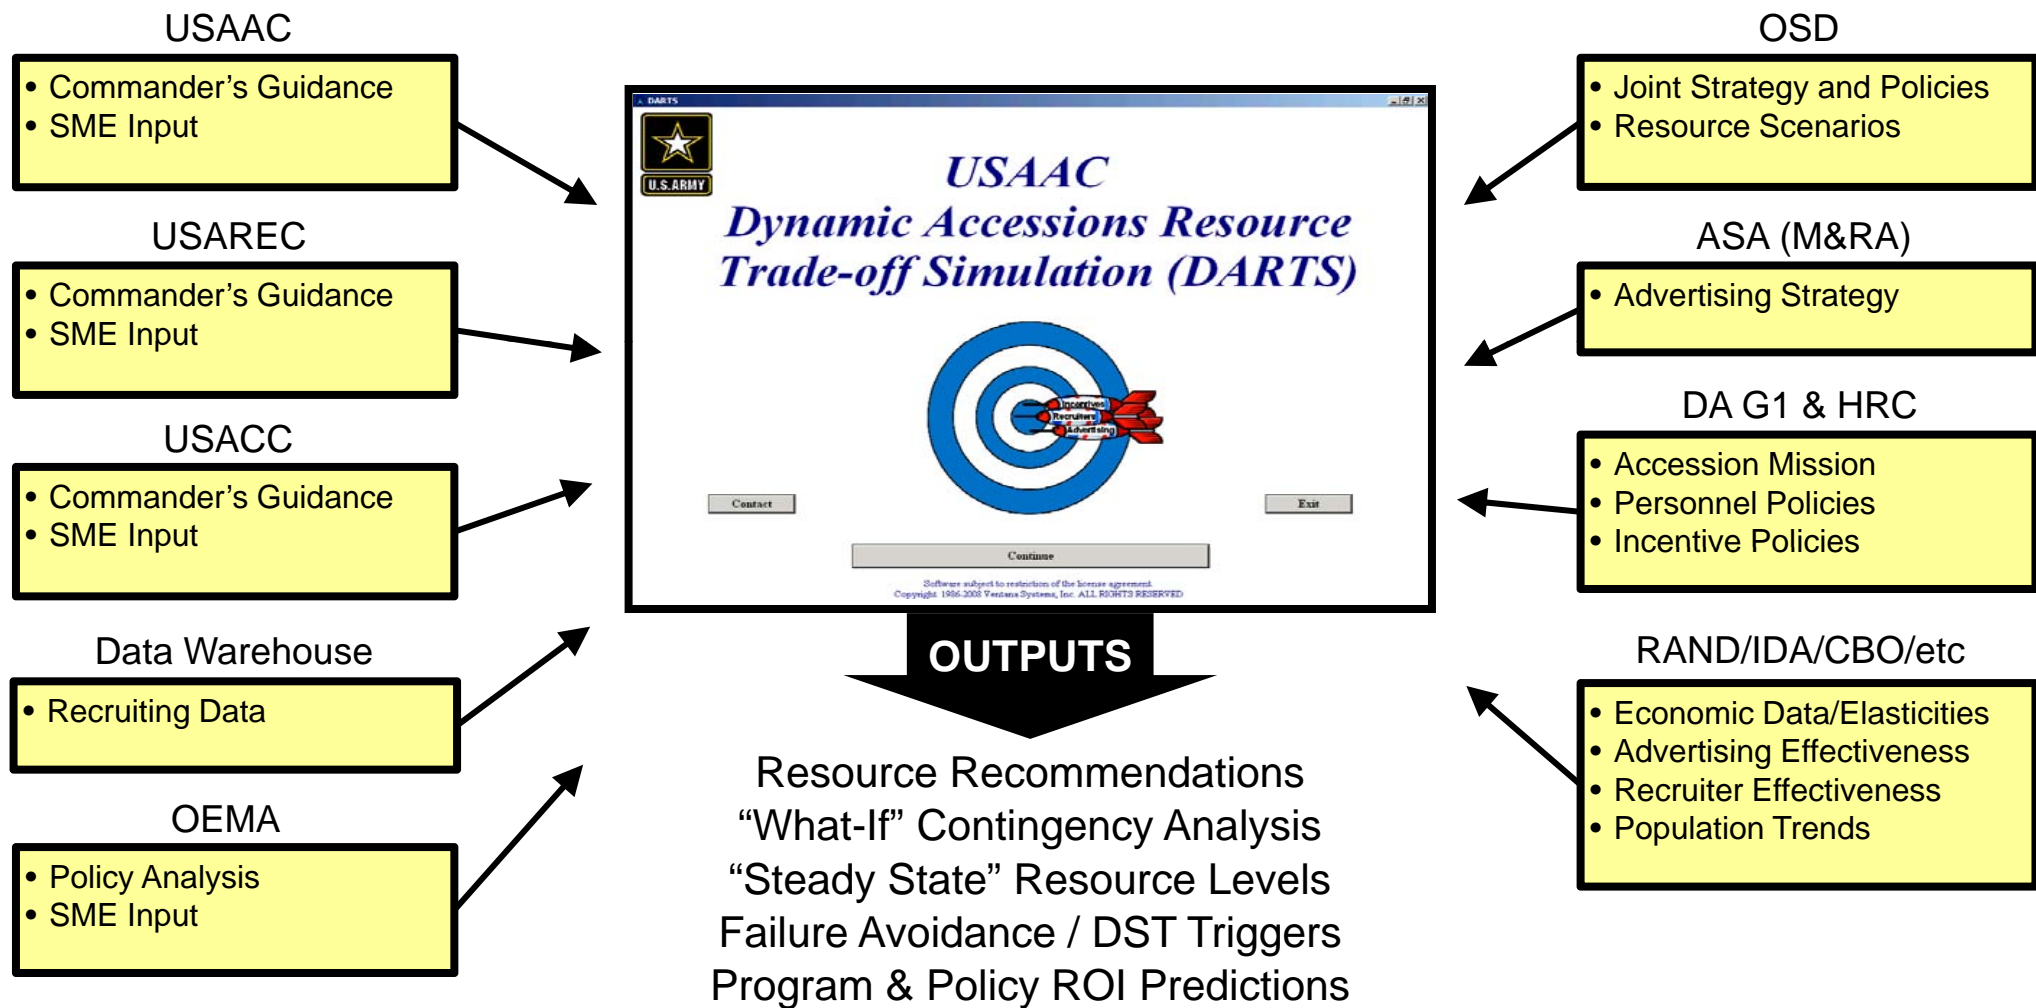 USAAC
• Commander’s Guidance
• SME Input
USAREC
• Commander’s Guidance
• SME Input
USACC
• Commander’s Guidance
• SME Input
Data Warehouse
• Recruiting Data
OEMA
• Policy Analysis
• SME Input
DARTS
U.S.ARMY
USAAC
Dynamic Accessions Resource
Trade-off Simulation (DARTS)
Incentives
Recruiters
Advertising
Contact
Exit
Continue
Software subject to restriction of the license agreement.
Copyright 1986-2008 Ventana Systems, Inc. ALL RIGHTS RESERVED
OUTPUTS
Resource Recommendations
“What-If” Contingency Analysis
“Steady State” Resource Levels
Failure Avoidance / DST Triggers
Program & Policy ROI Predictions
OSD
• Joint Strategy and Policies
• Resource Scenarios
ASA (M&RA)
• Advertising Strategy
DA G1 & HRC
• Accession Mission
• Personnel Policies
• Incentive Policies
RAND/IDA/CBO/etc
• Economic Data/Elasticities
• Advertising Effectiveness
• Recruiter Effectiveness
• Population Trends